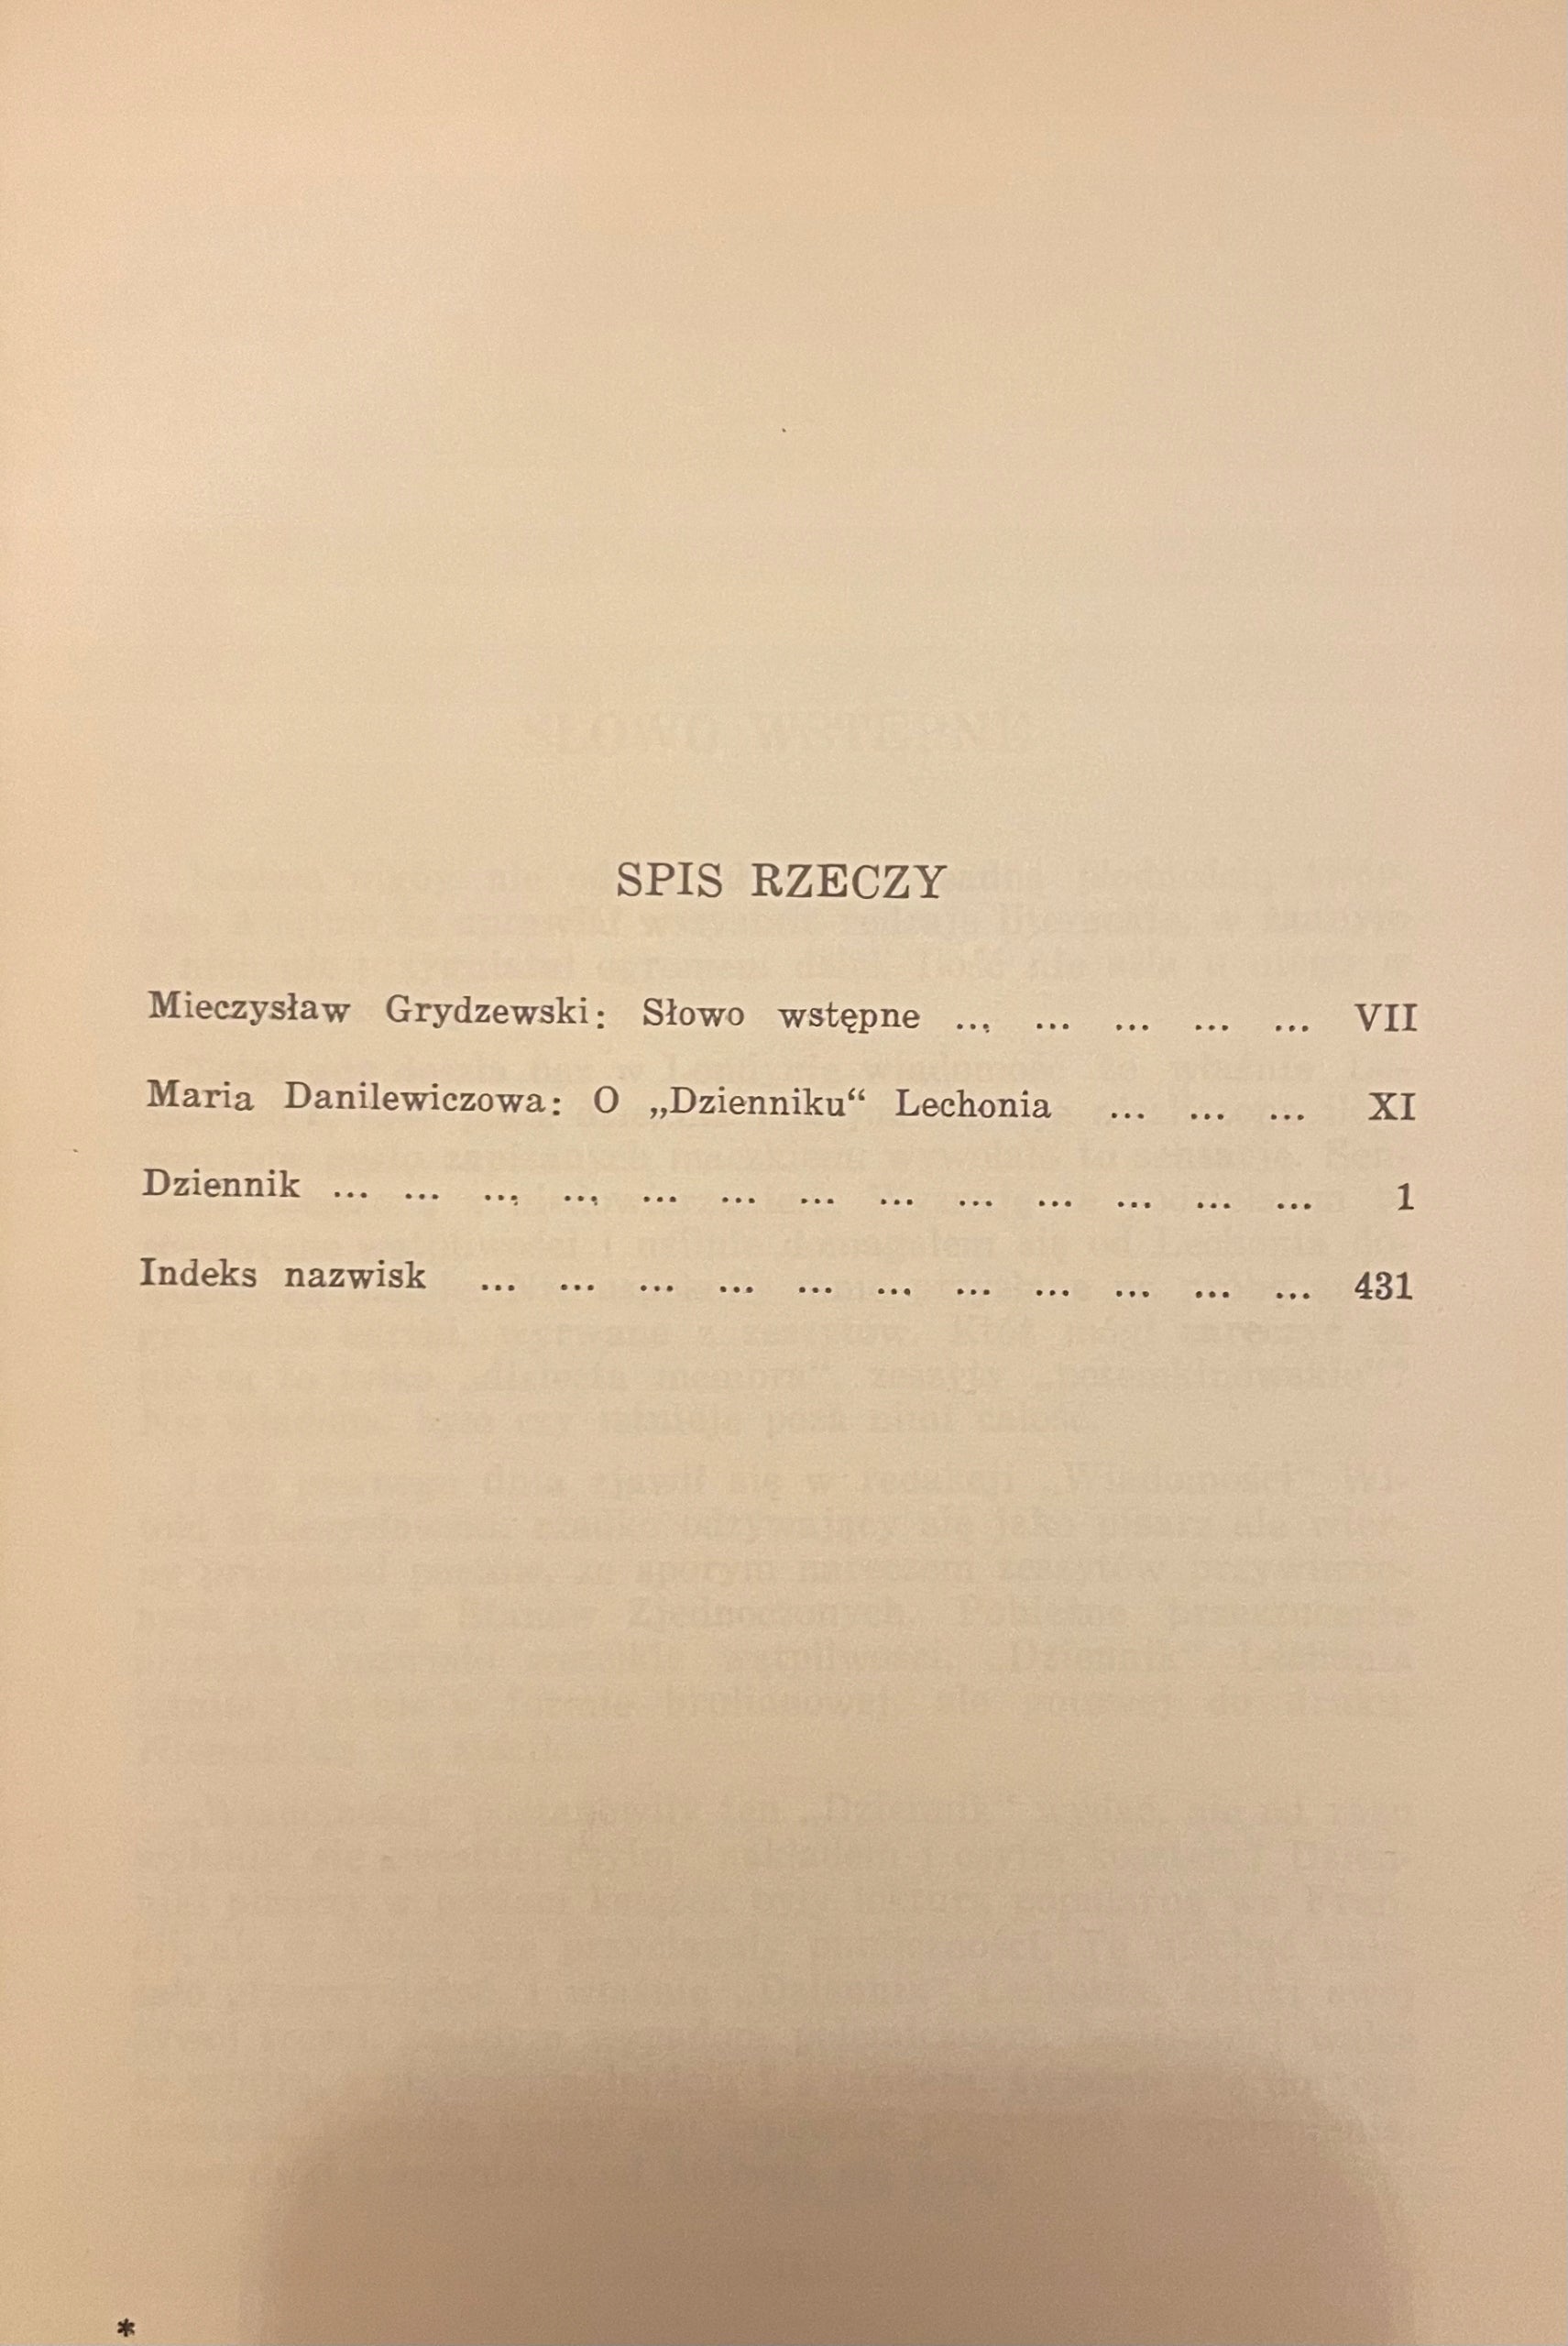 SPIS RZECZY
Mieczysław Grydzewski: Słowo wstępne ... ... ... ... ... VII
Maria Danilewiczowa: O „Dzienniku“ Lechonia ... ... ... XI
Dziennik ... ... ... ... ... ... ... ... ... ... ... ... ... 1
Indeks nazwisk ... ... ... ... ... ... ... ... ... ... ... 431
*